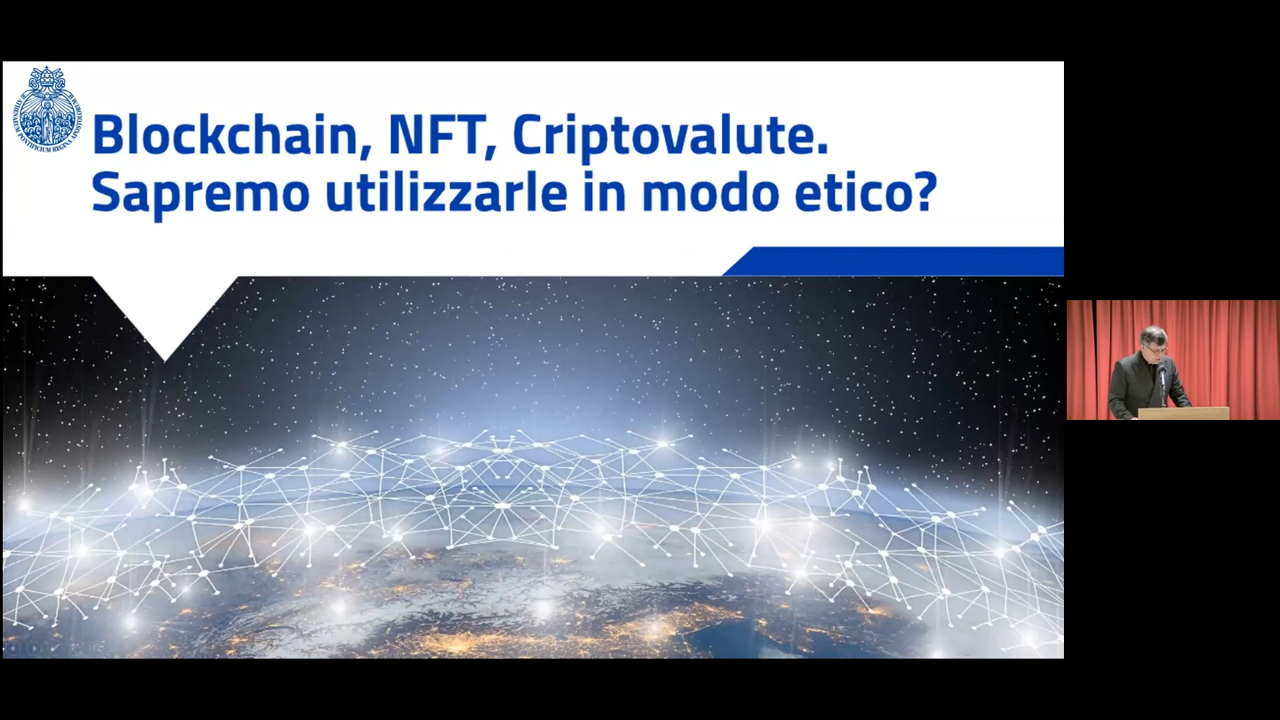 Blockchain, NFT, Criptovalute.
Sapremo utilizzarle in modo etico?